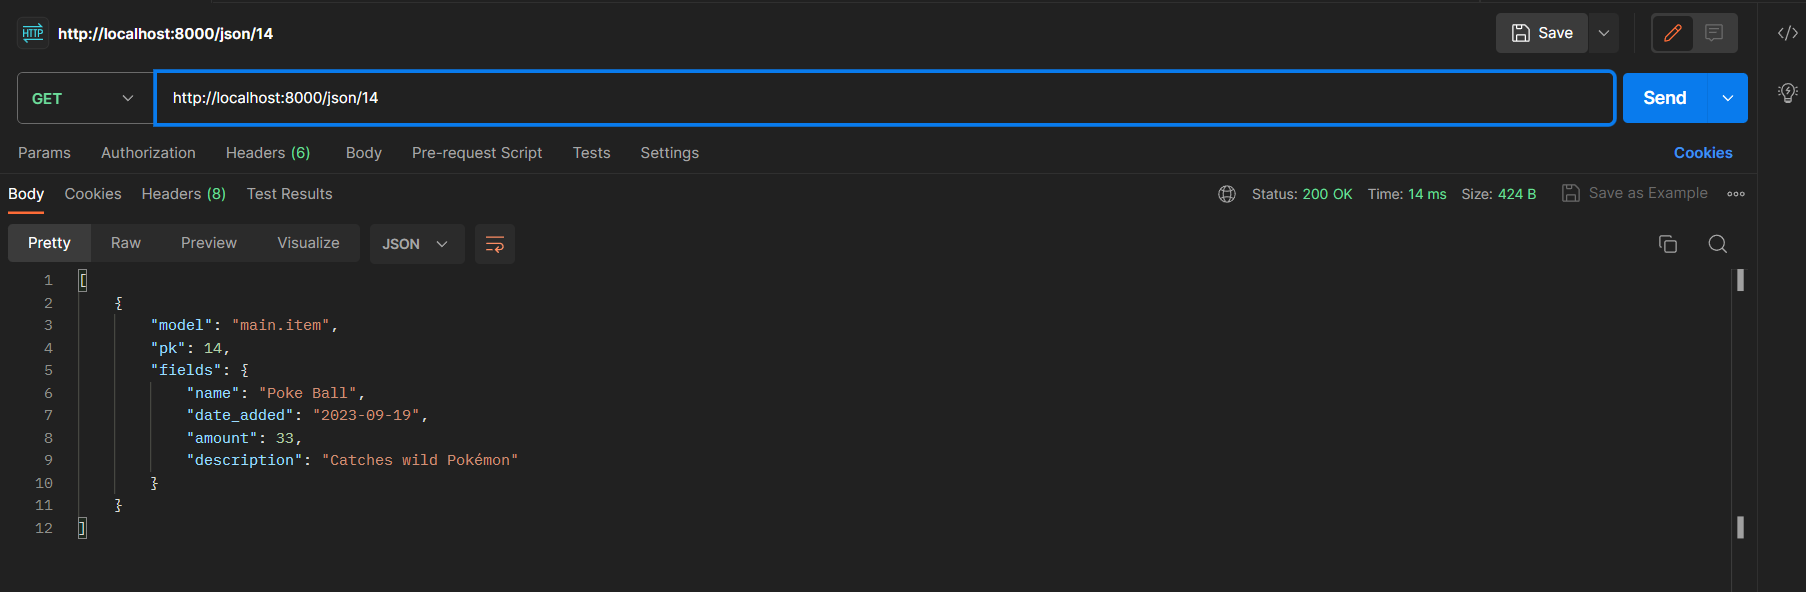 HTTP http://localhost:8000/json/14 Save
GET http://localhost:8000/json/14 Send
Params Authorization Headers (6) Body Pre-request Script Tests Settings Cookies
Body Cookies Headers (8) Test Results Status: 200 OK Time: 14 ms Size: 424 B Save as Example
Pretty Raw Preview Visualize JSON
1 [
2 {
3 "model": "main.item",
4 "pk": 14,
5 "fields": {
6 "name": "Poke Ball",
7 "date_added": "2023-09-19",
8 "amount": 33,
9 "description": "Catches wild Pokémon"
10 }
11 }
12 ]